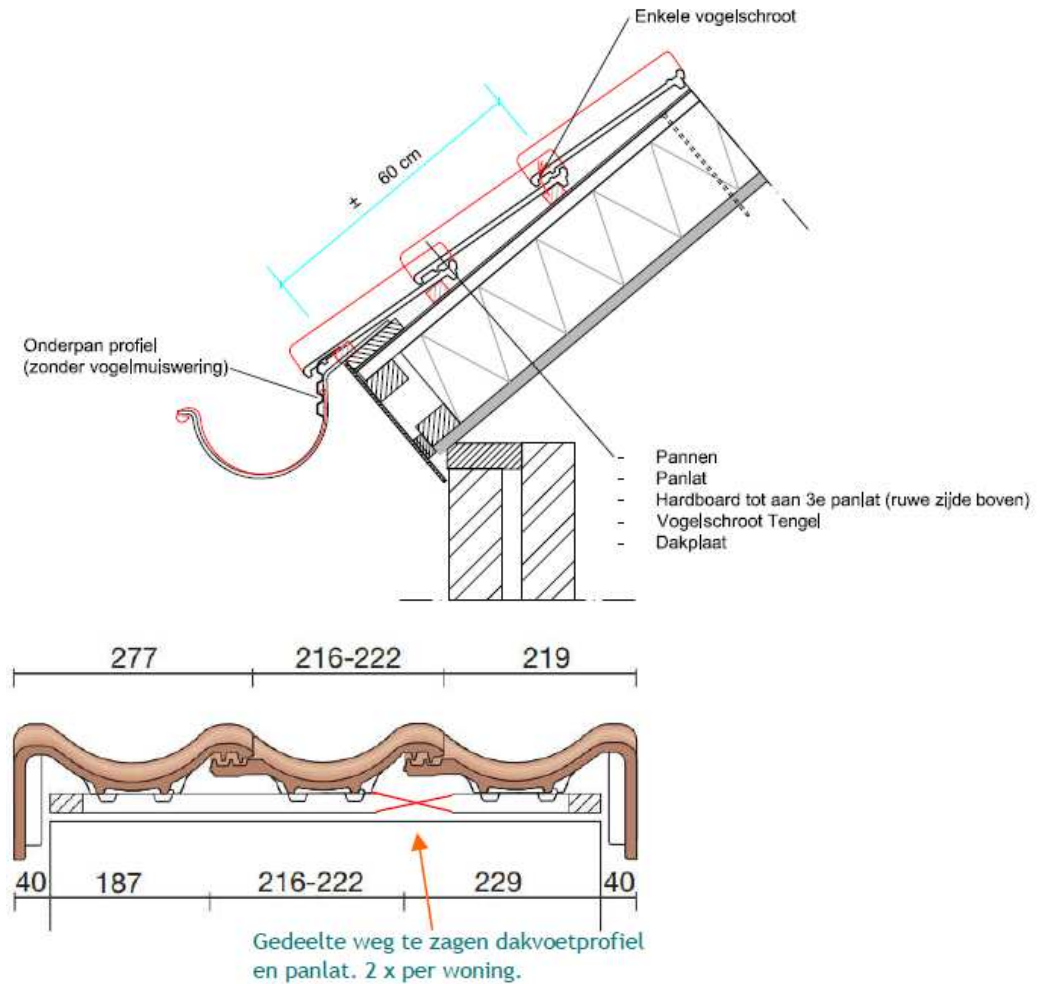 Enkele vogelschroot
± 60 cm
Onderpan profiel
(zonder vogelmuiswering)
- Pannen
- Panlat
- Hardboard tot aan 3e panlat (ruwe zijde boven)
- Vogelschroot Tengel
- Dakplaat
277 216-222 219
40 187 216-222 229 40
Gedeelte weg te zagen dakvoetprofiel
en panlat. 2 x per woning.